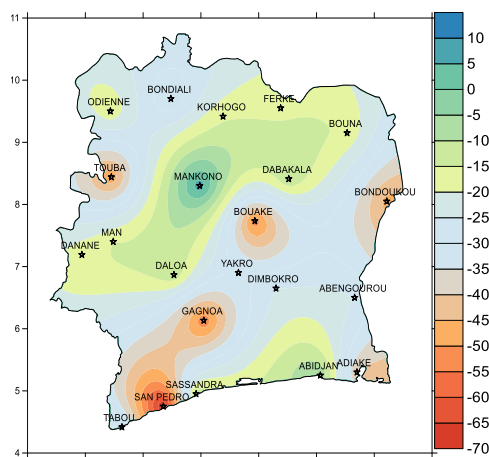 11
10
9
8
7
6
5
4
BONDIALI
ODIENNE
KORHOGO
FERKE
BOUNA
TOUBA
MANKONO
DABAKALA
BONDOUKOU
BOUAKE
MAN
DANANE
DALOA
YAKRO
DIMBOKRO
ABENGOUROU
GAGNOA
ABIDJAN
ADIAKE
SASSANDRA
SAN PEDRO
TABOU
10
5
0
-5
-10
-15
-20
-25
-30
-35
-40
-50
-55
-60
-65
-70